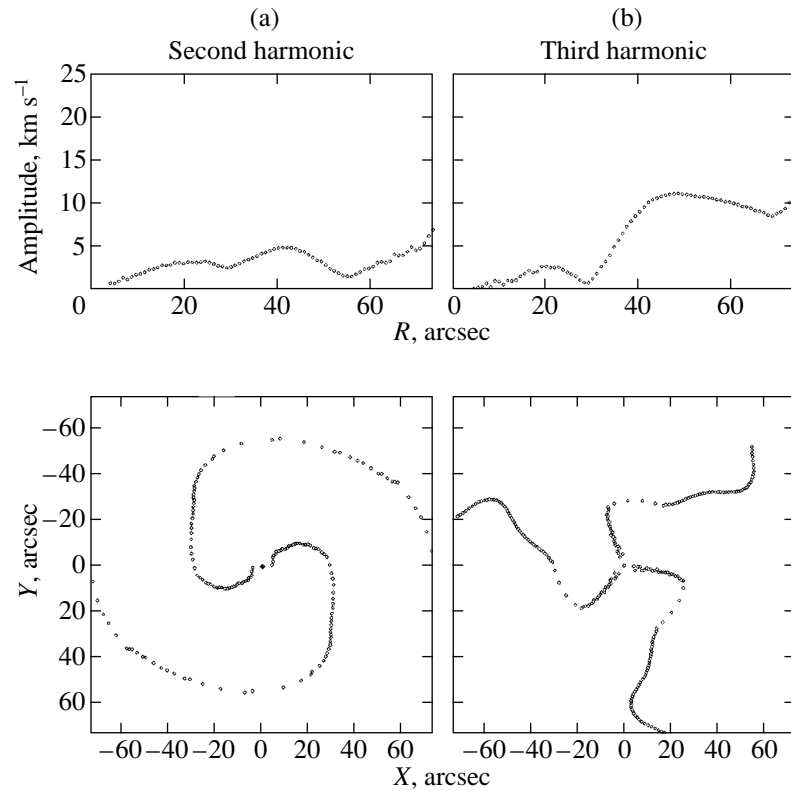 (a) (b)
Second harmonic Third harmonic
Amplitude, km s⁻¹
25
20
15
10
5
0 20 40 60 0 20 40 60
R, arcsec
Y, arcsec
−60
−40
−20
0
20
40
60
−60 −40 −20 0 20 40 60 −60 −40 −20 0 20 40 60
X, arcsec